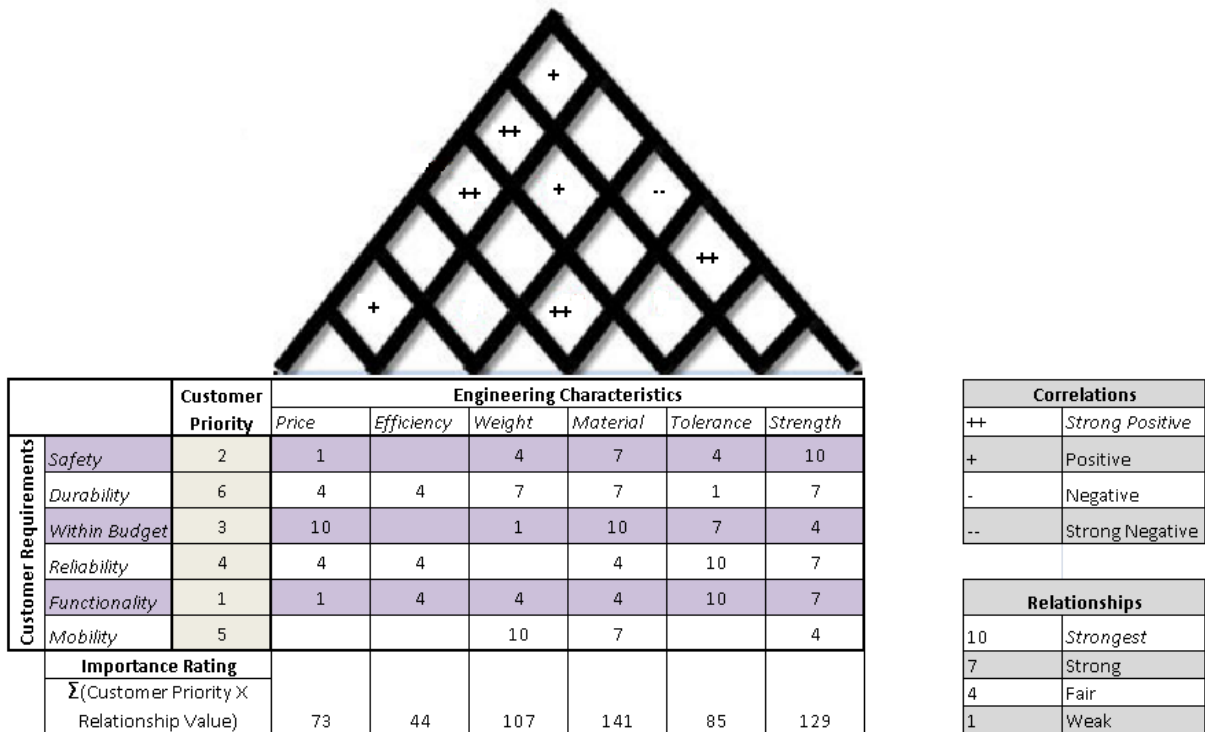 +
++
++ + --
++
+ ++
Customer Priority
Engineering Characteristics
Price Efficiency Weight Material Tolerance Strength
Customer Requirements
Safety 2 1 4 7 4 10
Durability 6 4 4 7 7 1 7
Within Budget 3 10 1 10 7 4
Reliability 4 4 4 4 10 7
Functionality 1 1 4 4 4 10 7
Mobility 5 10 7 4
Importance Rating
Σ(Customer Priority X
Relationship Value) 73 44 107 141 85 129
Correlations
++ Strong Positive
+ Positive
- Negative
-- Strong Negative
Relationships
10 Strongest
7 Strong
4 Fair
1 Weak